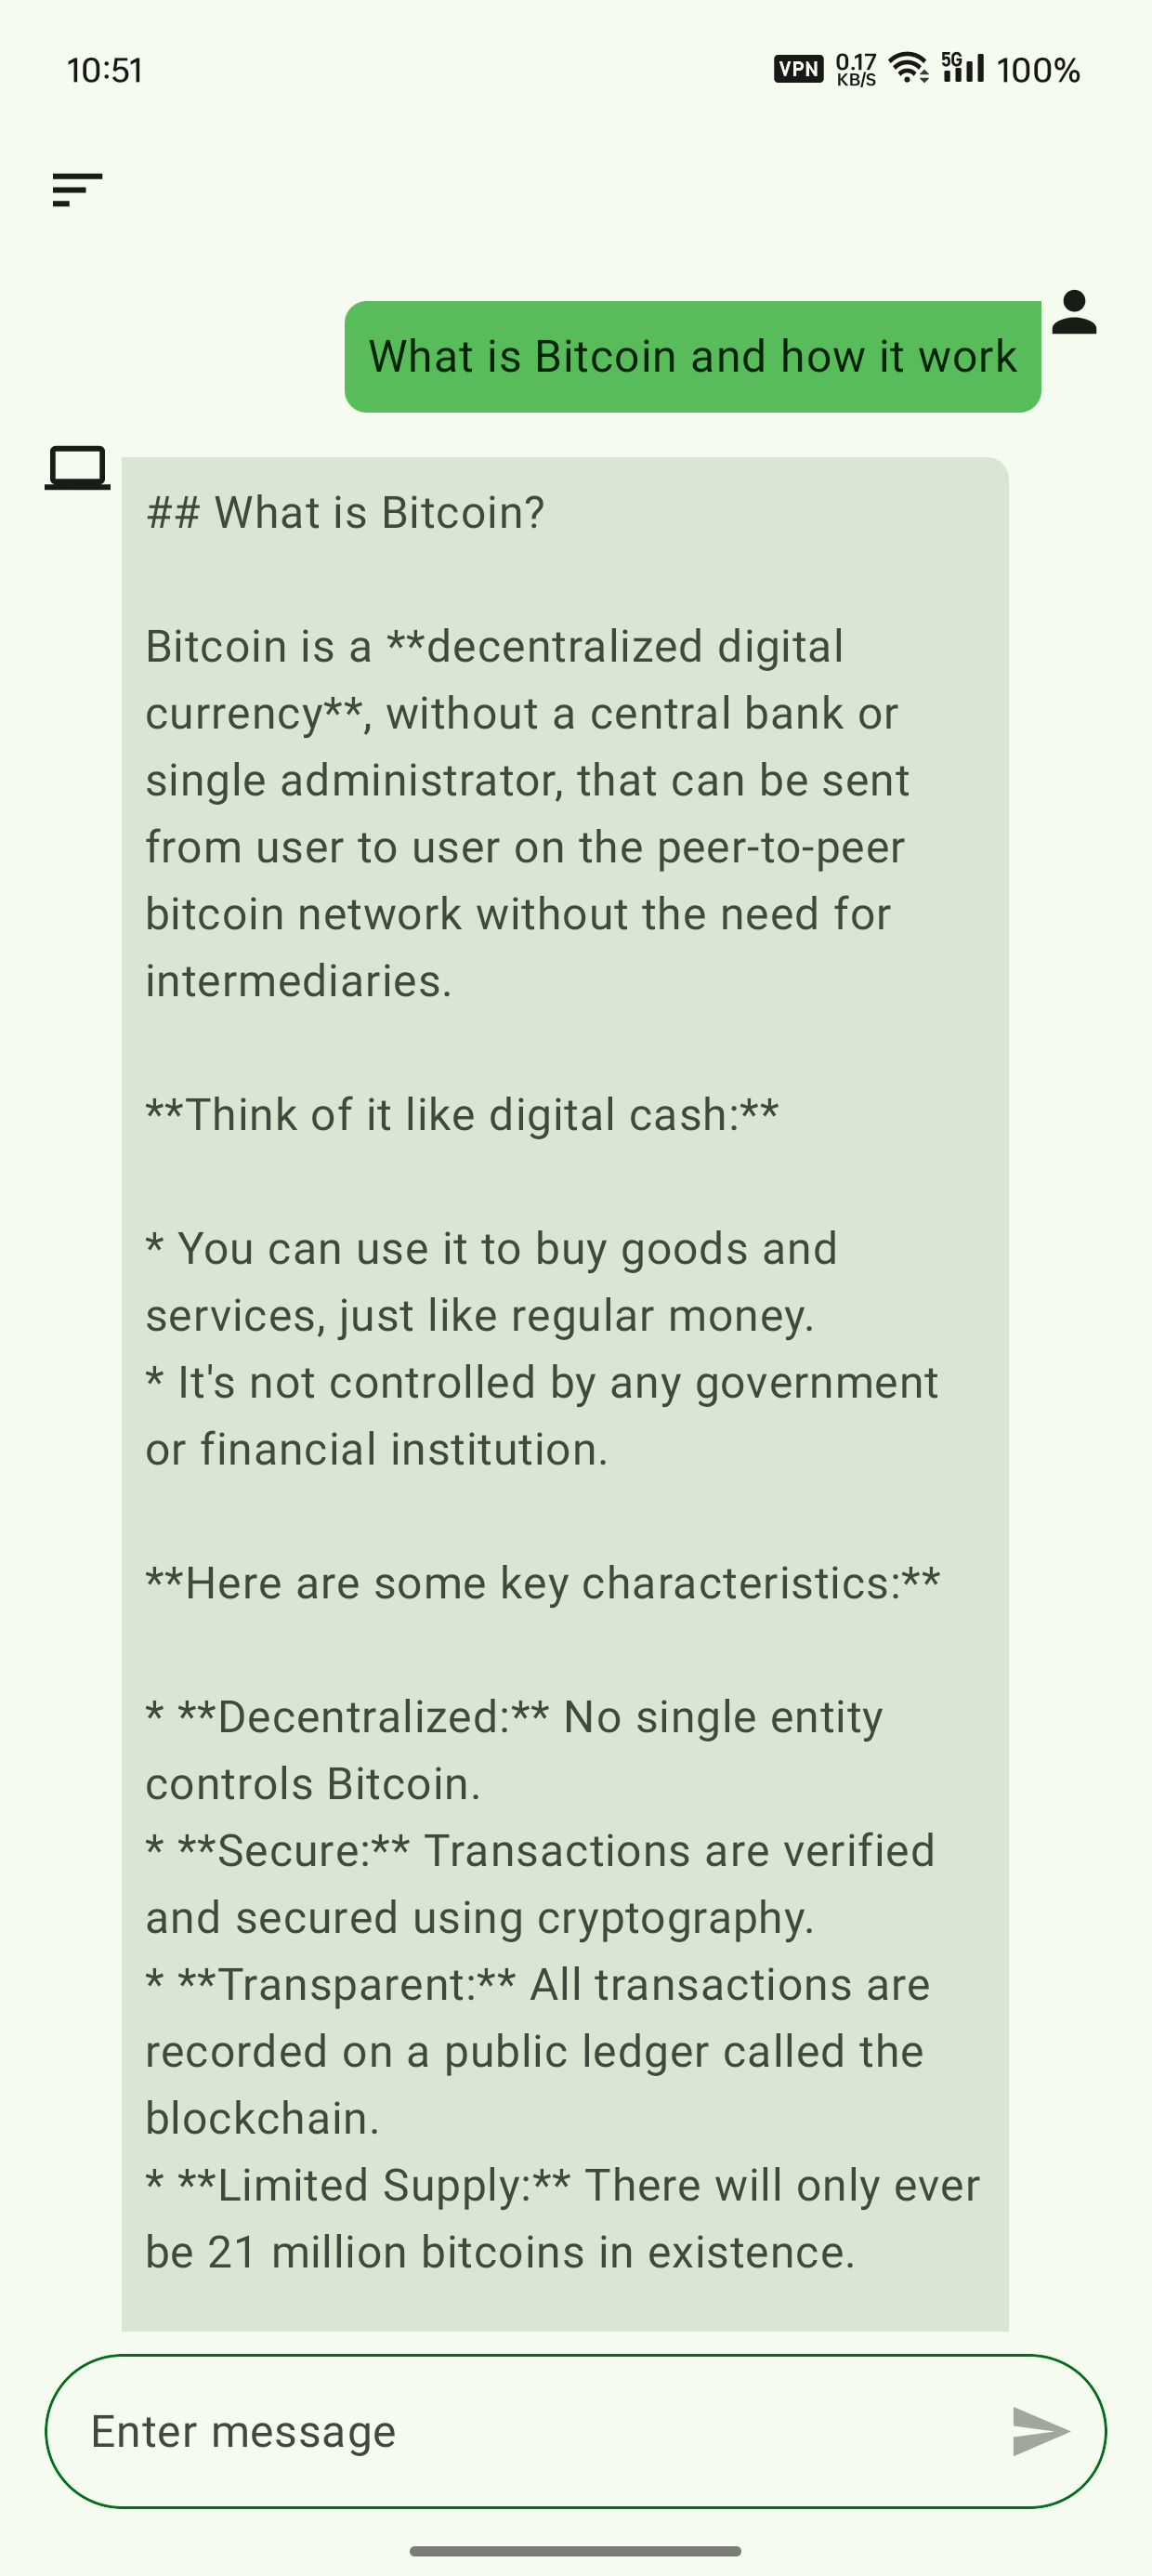 10:51
VPN 0.17 KB/S 5G 100%
What is Bitcoin and how it work
## What is Bitcoin?
Bitcoin is a **decentralized digital
currency**, without a central bank or
single administrator, that can be sent
from user to user on the peer-to-peer
bitcoin network without the need for
intermediaries.
**Think of it like digital cash:**
* You can use it to buy goods and
services, just like regular money.
* It's not controlled by any government
or financial institution.
**Here are some key characteristics:**
* **Decentralized:** No single entity
controls Bitcoin.
* **Secure:** Transactions are verified
and secured using cryptography.
* **Transparent:** All transactions are
recorded on a public ledger called the
blockchain.
* **Limited Supply:** There will only ever
be 21 million bitcoins in existence.
Enter message